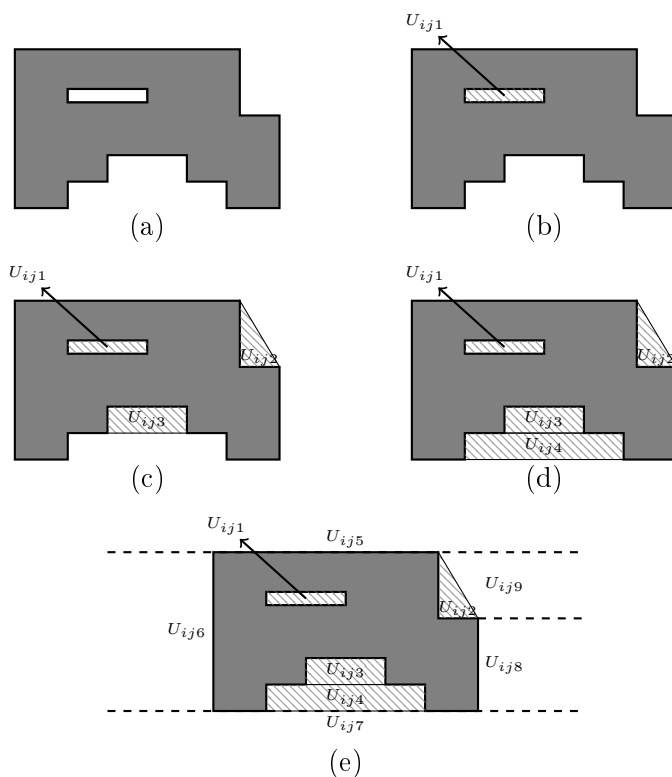 U_{ij1}
(a)
(b)
U_{ij1}
U_{ij1}
U_{ij2}
U_{ij2}
U_{ij3}
U_{ij3}
U_{ij4}
(c)
(d)
U_{ij1}
U_{ij5}
U_{ij9}
U_{ij2}
U_{ij6}
U_{ij3}
U_{ij8}
U_{ij4}
U_{ij7}
(e)